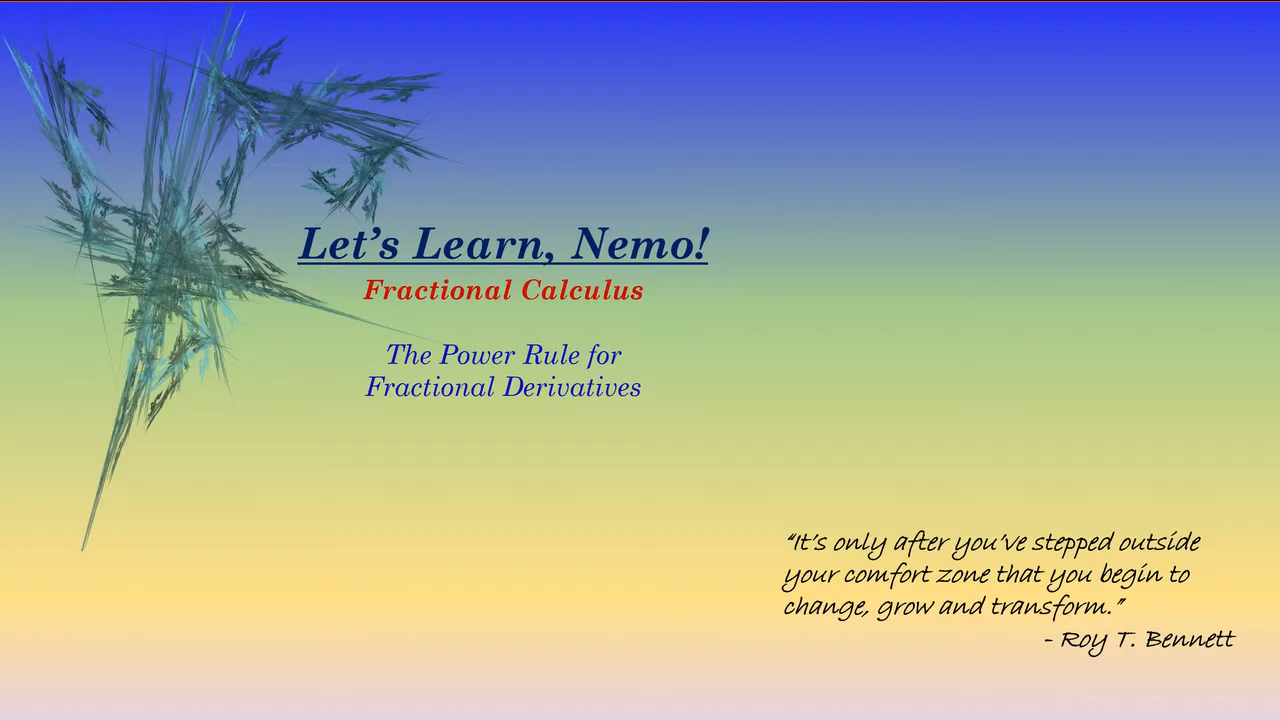 Let's Learn, Nemo!
Fractional Calculus
The Power Rule for
Fractional Derivatives
“It's only after you've stepped outside
your comfort zone that you begin to
change, grow and transform.”
- Roy T. Bennett